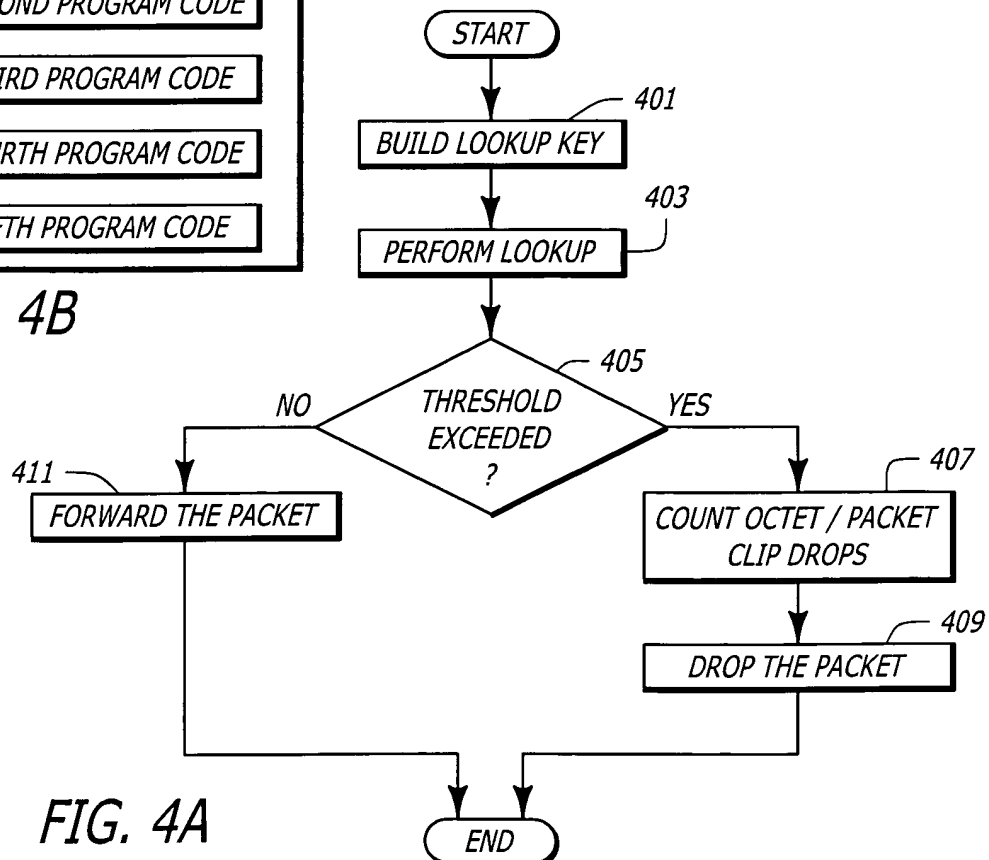 OND PROGRAM CODE
IRD PROGRAM CODE
RTH PROGRAM CODE
FTH PROGRAM CODE
4B
START
401
BUILD LOOKUP KEY
403
PERFORM LOOKUP
405
THRESHOLD
EXCEEDED
?
NO
YES
411
FORWARD THE PACKET
407
COUNT OCTET / PACKET
CLIP DROPS
409
DROP THE PACKET
END
FIG. 4A